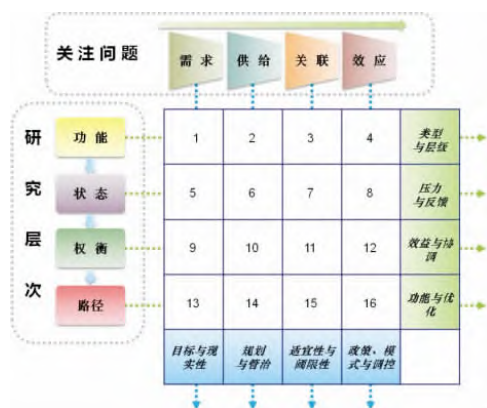 关注问题
需求 供给 关联 效应
研究层次
功能 1 2 3 4 类型
与层级
状态 5 6 7 8 压力
与反馈
权衡 9 10 11 12 效益与协
调
路径 13 14 15 16 功能与优
化
目标与现
实性
规划
与管治
适宜性与
阈限性
政策、模
式与调控